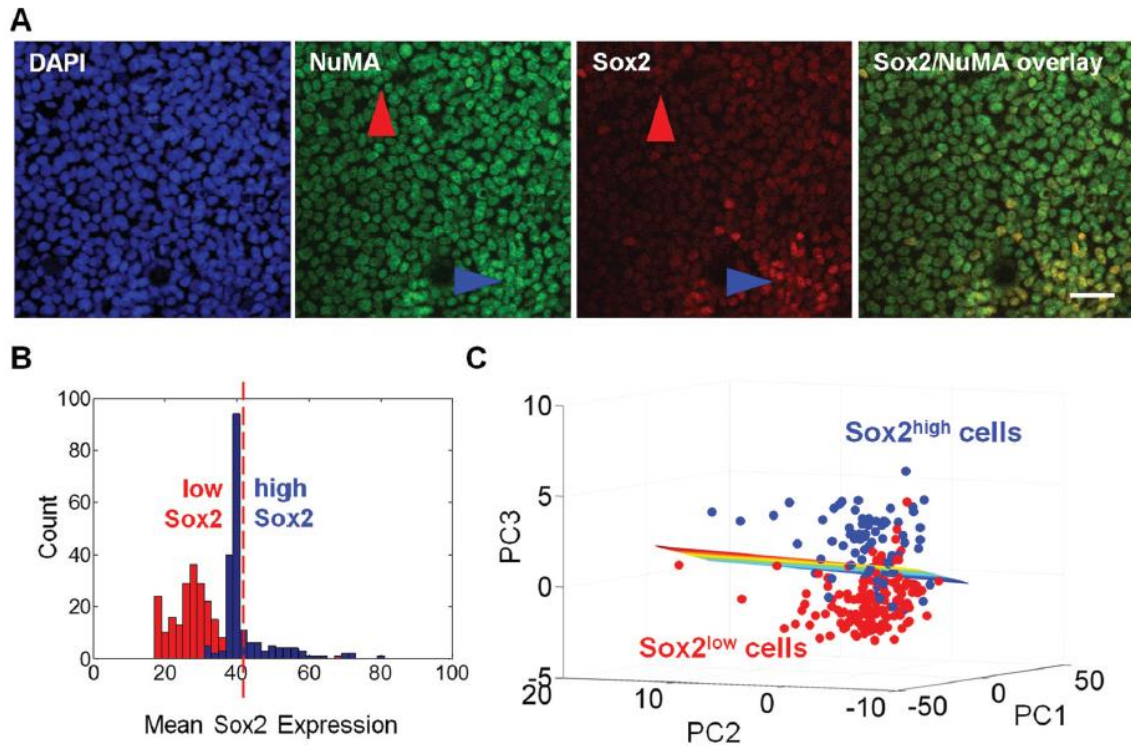 A
DAPI
NuMA
Sox2
Sox2/NuMA overlay
B
100
80
60
40
20
0
Count
low
Sox2
high
Sox2
0 20 40 60 80 100
Mean Sox2 Expression
C
10
5
0
-5
PC3
Sox2high cells
Sox2low cells
20
10
0
-10
PC2
-50
0
50
PC1